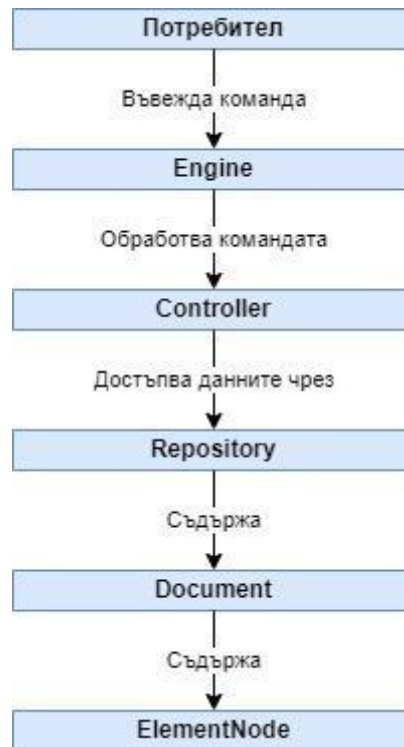 Потребител
Въвежда команда
Engine
Обработва командата
Controller
Достъпва данните чрез
Repository
Съдържа
Document
Съдържа
ElementNode